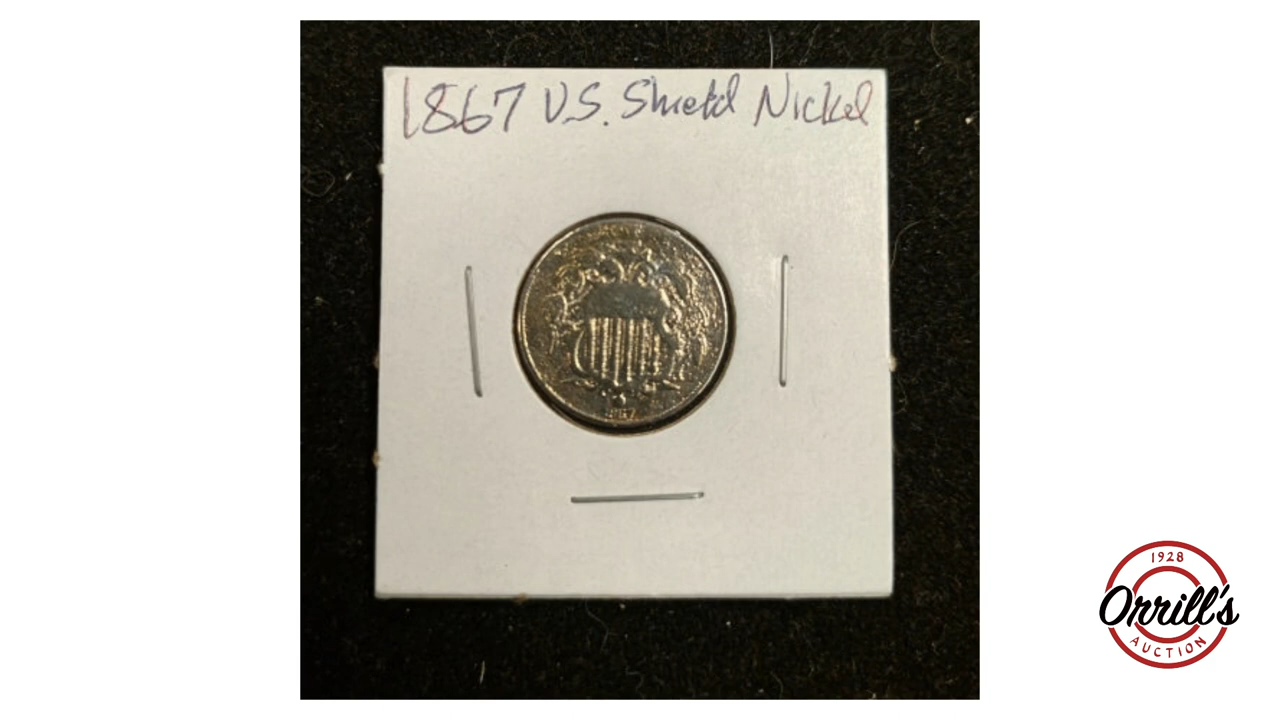 1867 U.S. Shield Nickel
1867
1928
Orrill's
AUCTION